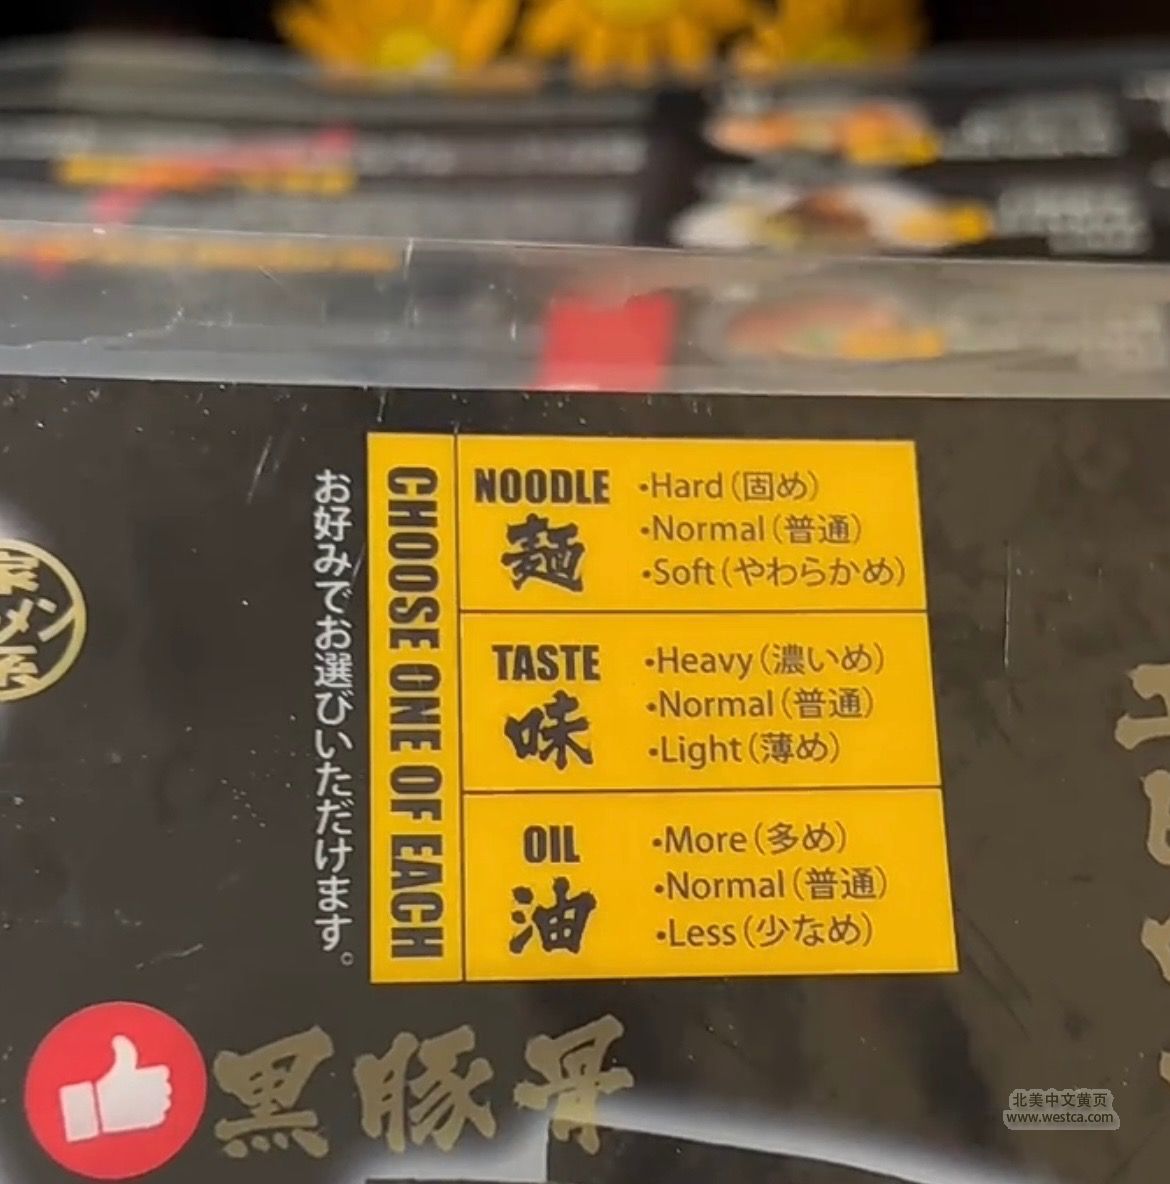 お好みでお選びいただけます。
CHOOSE ONE OF EACH
NOODLE
麺
•Hard（固め）
•Normal（普通）
•Soft（やわらかめ）
TASTE
味
•Heavy（濃いめ）
•Normal（普通）
•Light（薄め）
OIL
油
•More（多め）
•Normal（普通）
•Less（少なめ）
黒豚骨
北美中文黄页
www.westca.com